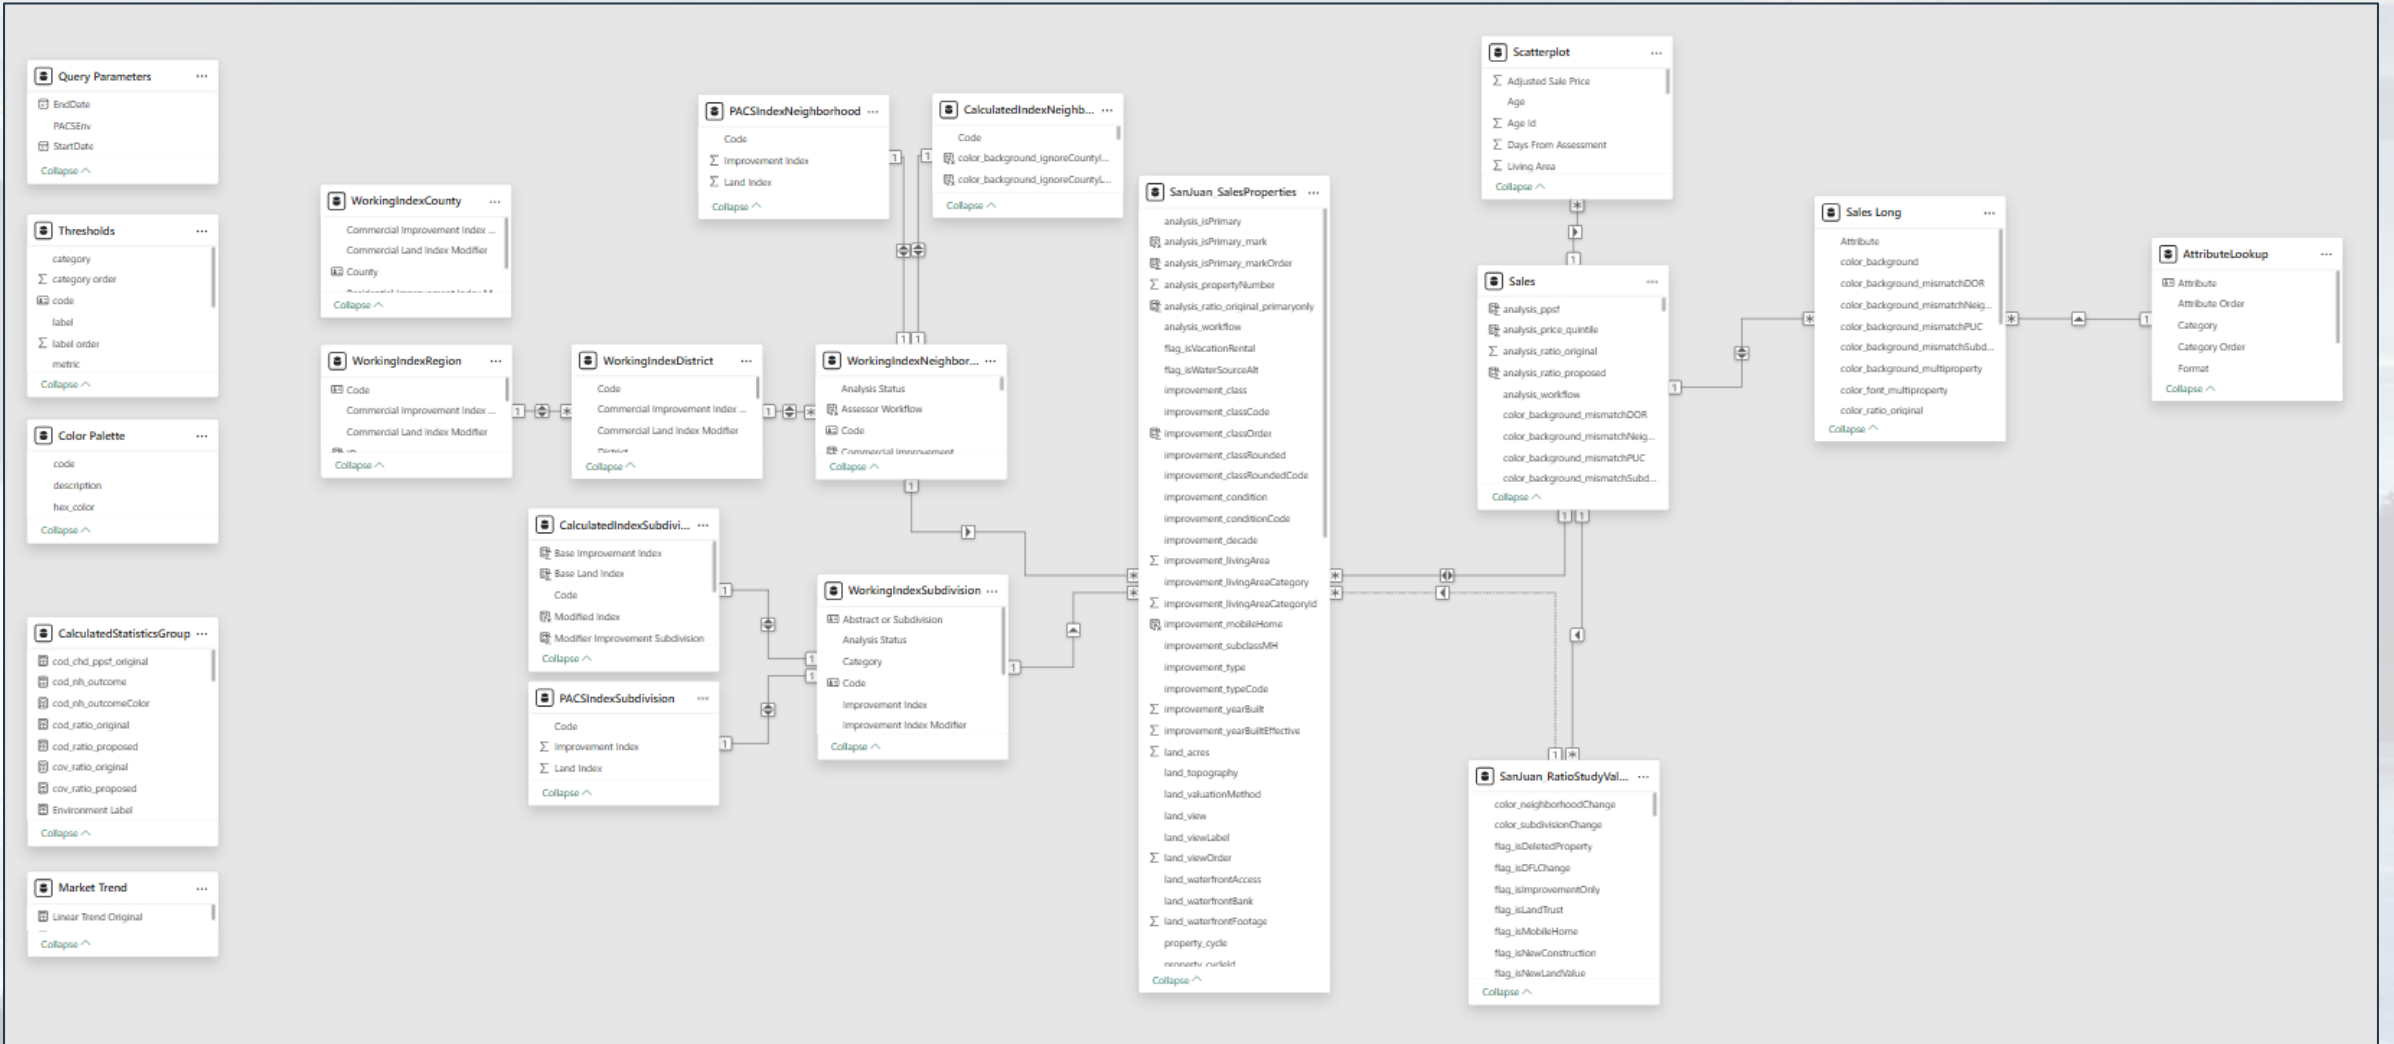 Query Parameters
EndDate
PACSEnv
StartDate
Collapse
Thresholds
category
category order
code
label
label order
metric
Collapse
Color Palette
code
description
hex_color
Collapse
CalculatedStatisticsGroup
cod_chd_ppsf_original
cod_nh_outcome
cod_nh_outcomeColor
cod_ratio_original
cod_ratio_proposed
cov_ratio_original
cov_ratio_proposed
Environment Label
Collapse
Market Trend
Linear Trend Original
Collapse
WorkingIndexCounty
Commercial Improvement Index ...
Commercial Land Index Modifier
County
Collapse
WorkingIndexRegion
Code
Commercial Improvement Index ...
Commercial Land Index Modifier
Collapse
WorkingIndexDistrict
Code
Commercial Improvement Index ...
Commercial Land Index Modifier
District
Collapse
PACSIndexNeighborhood
Code
Improvement Index
Land Index
Collapse
CalculatedIndexNeighb...
Code
color_background_ignoreCountyI...
color_background_ignoreCountyL...
Collapse
WorkingIndexNeighbor...
Analysis Status
Assessor Workflow
Code
Commercial Improvement
Collapse
CalculatedIndexSubdivi...
Base Improvement Index
Base Land Index
Code
Modified Index
Modifier Improvement Subdivision
Collapse
PACSIndexSubdivision
Code
Improvement Index
Land Index
Collapse
WorkingIndexSubdivision
Abstract or Subdivision
Analysis Status
Category
Code
Improvement Index
Improvement Index Modifier
Collapse
SanJuan_SalesProperties
analysis_isPrimary
analysis_isPrimary_mark
analysis_isPrimary_markOrder
analysis_propertyNumber
analysis_ratio_original_primaryonly
analysis_workflow
flag_isVacationRental
flag_isWaterSourceAlt
improvement_class
improvement_classCode
improvement_classOrder
improvement_classRounded
improvement_classRoundedCode
improvement_condition
improvement_conditionCode
improvement_decade
improvement_livingArea
improvement_livingAreaCategory
improvement_livingAreaCategoryId
improvement_mobileHome
improvement_subclassMH
improvement_type
improvement_typeCode
improvement_yearBuilt
improvement_yearBuiltEffective
land_acres
land_topography
land_valuationMethod
land_view
land_viewLabel
land_viewOrder
land_waterfrontAccess
land_waterfrontBank
land_waterfrontFootage
property_cycle
property_cycleId
Collapse
Scatterplot
Adjusted Sale Price
Age
Age Id
Days From Assessment
Living Area
Collapse
Sales
analysis_ppsf
analysis_price_quintile
analysis_ratio_original
analysis_ratio_proposed
analysis_workflow
color_background_mismatchDOR
color_background_mismatchNeig...
color_background_mismatchPUC
color_background_mismatchSubd...
Collapse
SanJuan_RatioStudyVal...
color_neighborhoodChange
color_subdivisionChange
flag_isDeletedProperty
flag_isDFLChange
flag_isImprovementOnly
flag_isLandTrust
flag_isMobileHome
flag_isNewConstruction
flag_isNewLandValue
Collapse
Sales Long
Attribute
color_background
color_background_mismatchDOR
color_background_mismatchNeig...
color_background_mismatchPUC
color_background_mismatchSubd...
color_background_multiproperty
color_font_multiproperty
color_ratio_original
Collapse
AttributeLookup
Attribute
Attribute Order
Category
Category Order
Format
Collapse